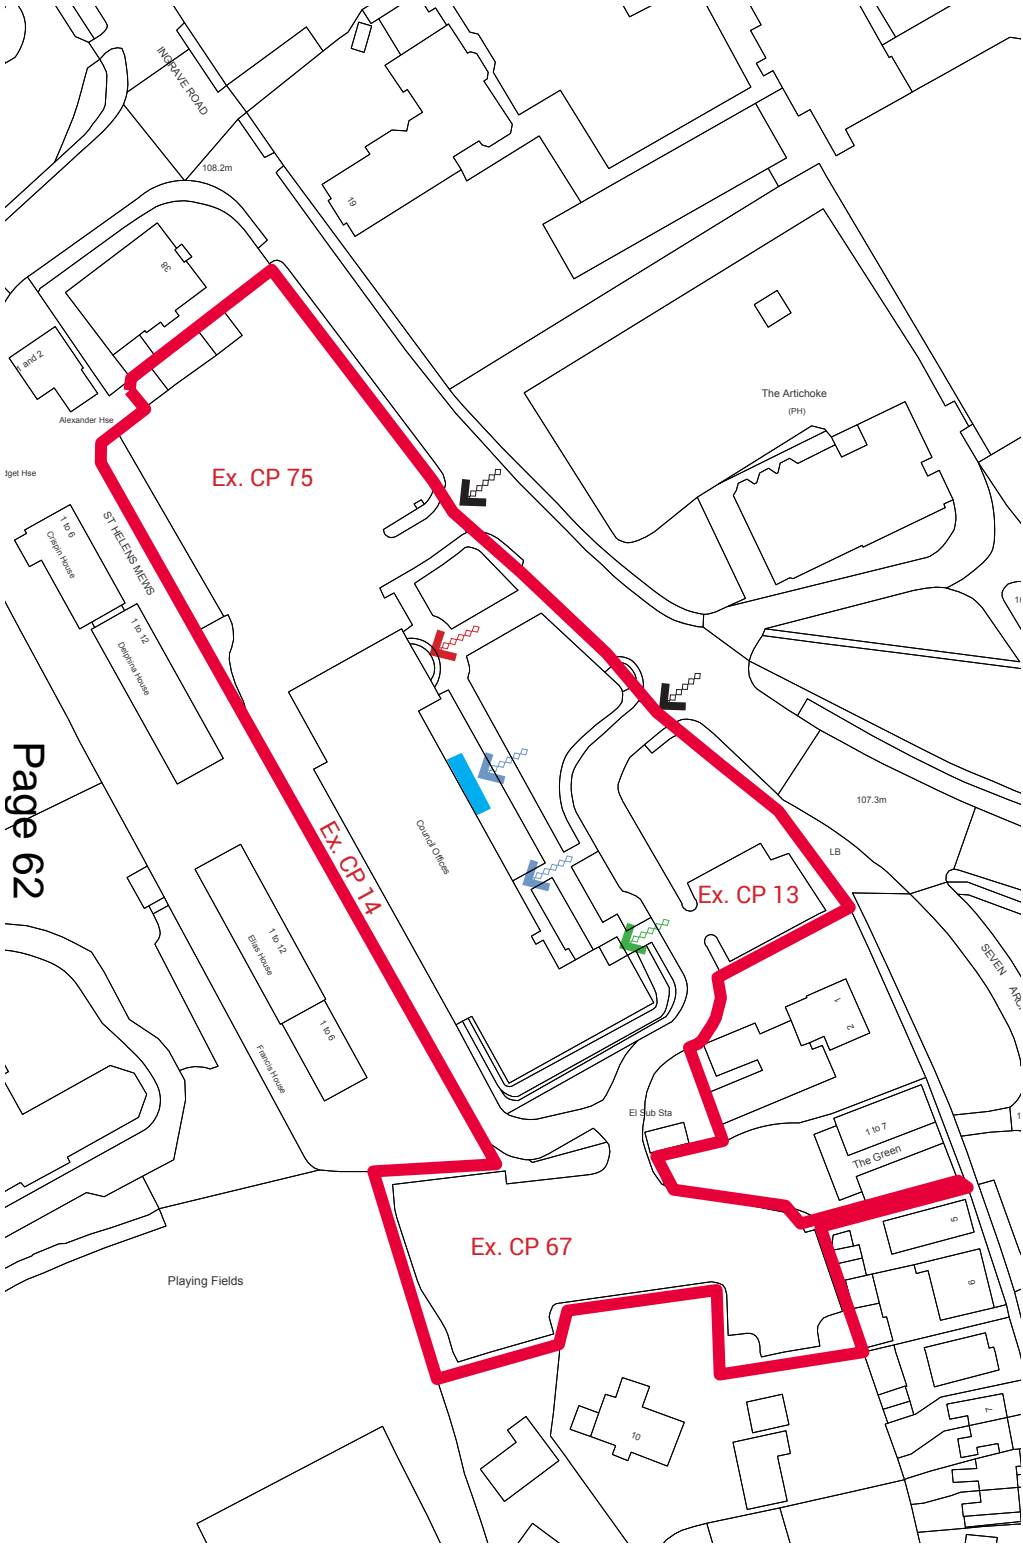 INGRAVE ROAD
108.2m
19
38
1 and 2
The Artichoke
(PH)
Alexander Hse
dget Hse
Ex. CP 75
1 to 6
Crispin House
ST HELENS MEWS
1 to 12
Delphina House
Page 62
107.3m
Ex. CP 14
Council Offices
LB
Ex. CP 13
1 to 12
Elias House
SEVEN
1
2
1 to 6
Francis House
El Sub Sta
1 to 7
The Green
5
Ex. CP 67
6
Playing Fields
7
10